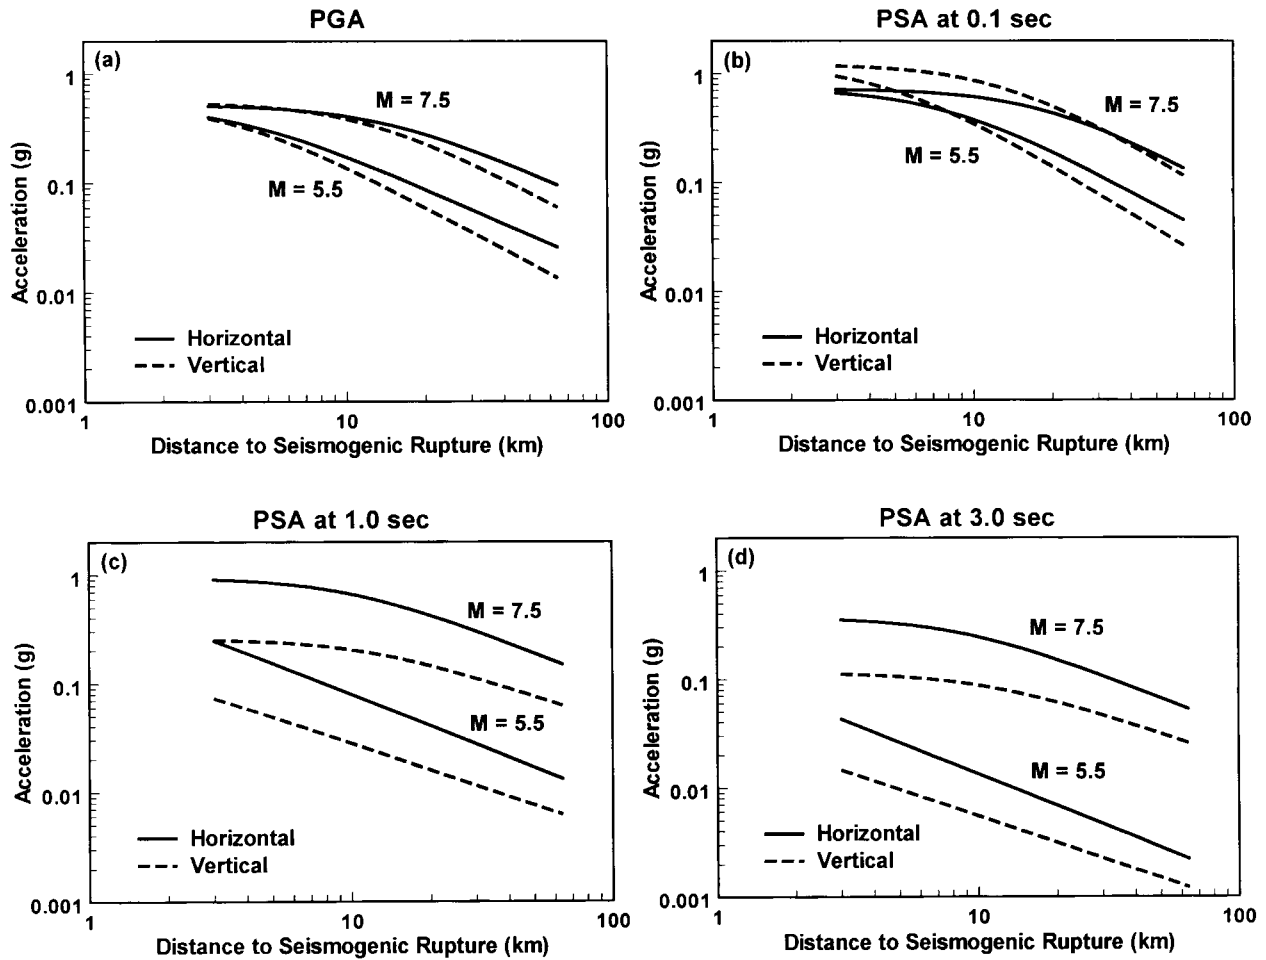 PGA
(a)
1
0.1
0.01
0.001
Acceleration (g)
M = 7.5
M = 5.5
Horizontal
Vertical
1
10
100
Distance to Seismogenic Rupture (km)
PSA at 0.1 sec
(b)
1
0.1
0.01
0.001
Acceleration (g)
M = 7.5
M = 5.5
Horizontal
Vertical
1
10
100
Distance to Seismogenic Rupture (km)
PSA at 1.0 sec
(c)
1
0.1
0.01
0.001
Acceleration (g)
M = 7.5
M = 5.5
Horizontal
Vertical
1
10
100
Distance to Seismogenic Rupture (km)
PSA at 3.0 sec
(d)
1
0.1
0.01
0.001
Acceleration (g)
M = 7.5
M = 5.5
Horizontal
Vertical
1
10
100
Distance to Seismogenic Rupture (km)